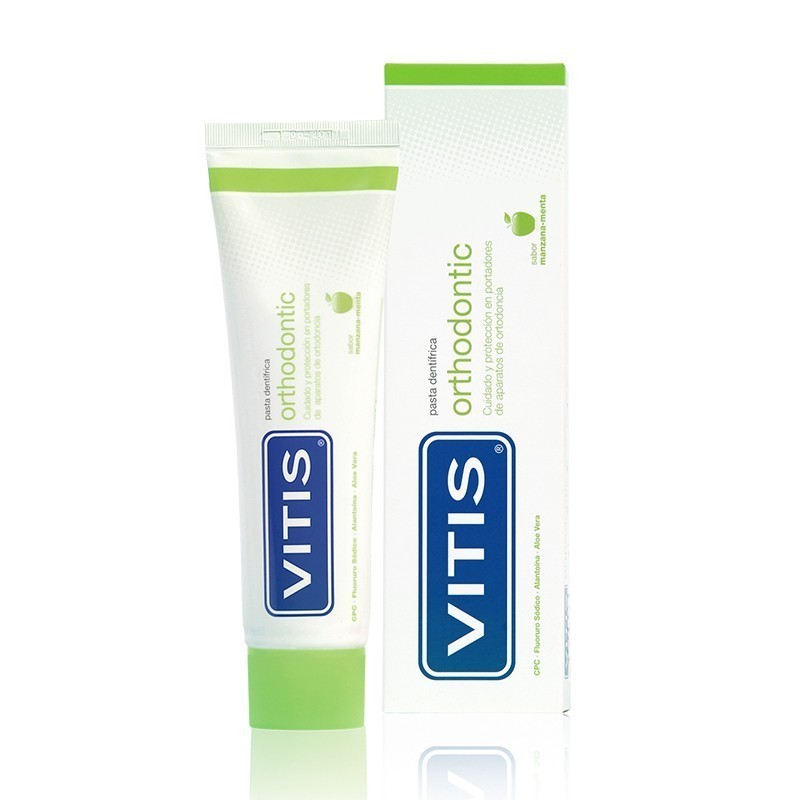 pasta dentífrica
orthodontic
Cuidado y protección en portadores
de aparatos de ortodoncia
sabor
manzana-menta
VITIS®
CPC · Fluoruro Sódico · Alantoína · Aloe Vera
pasta dentífrica
orthodontic
Cuidado y protección en portadores
de aparatos de ortodoncia
sabor
manzana-menta
VITIS®
CPC · Fluoruro Sódico · Alantoína · Aloe Vera